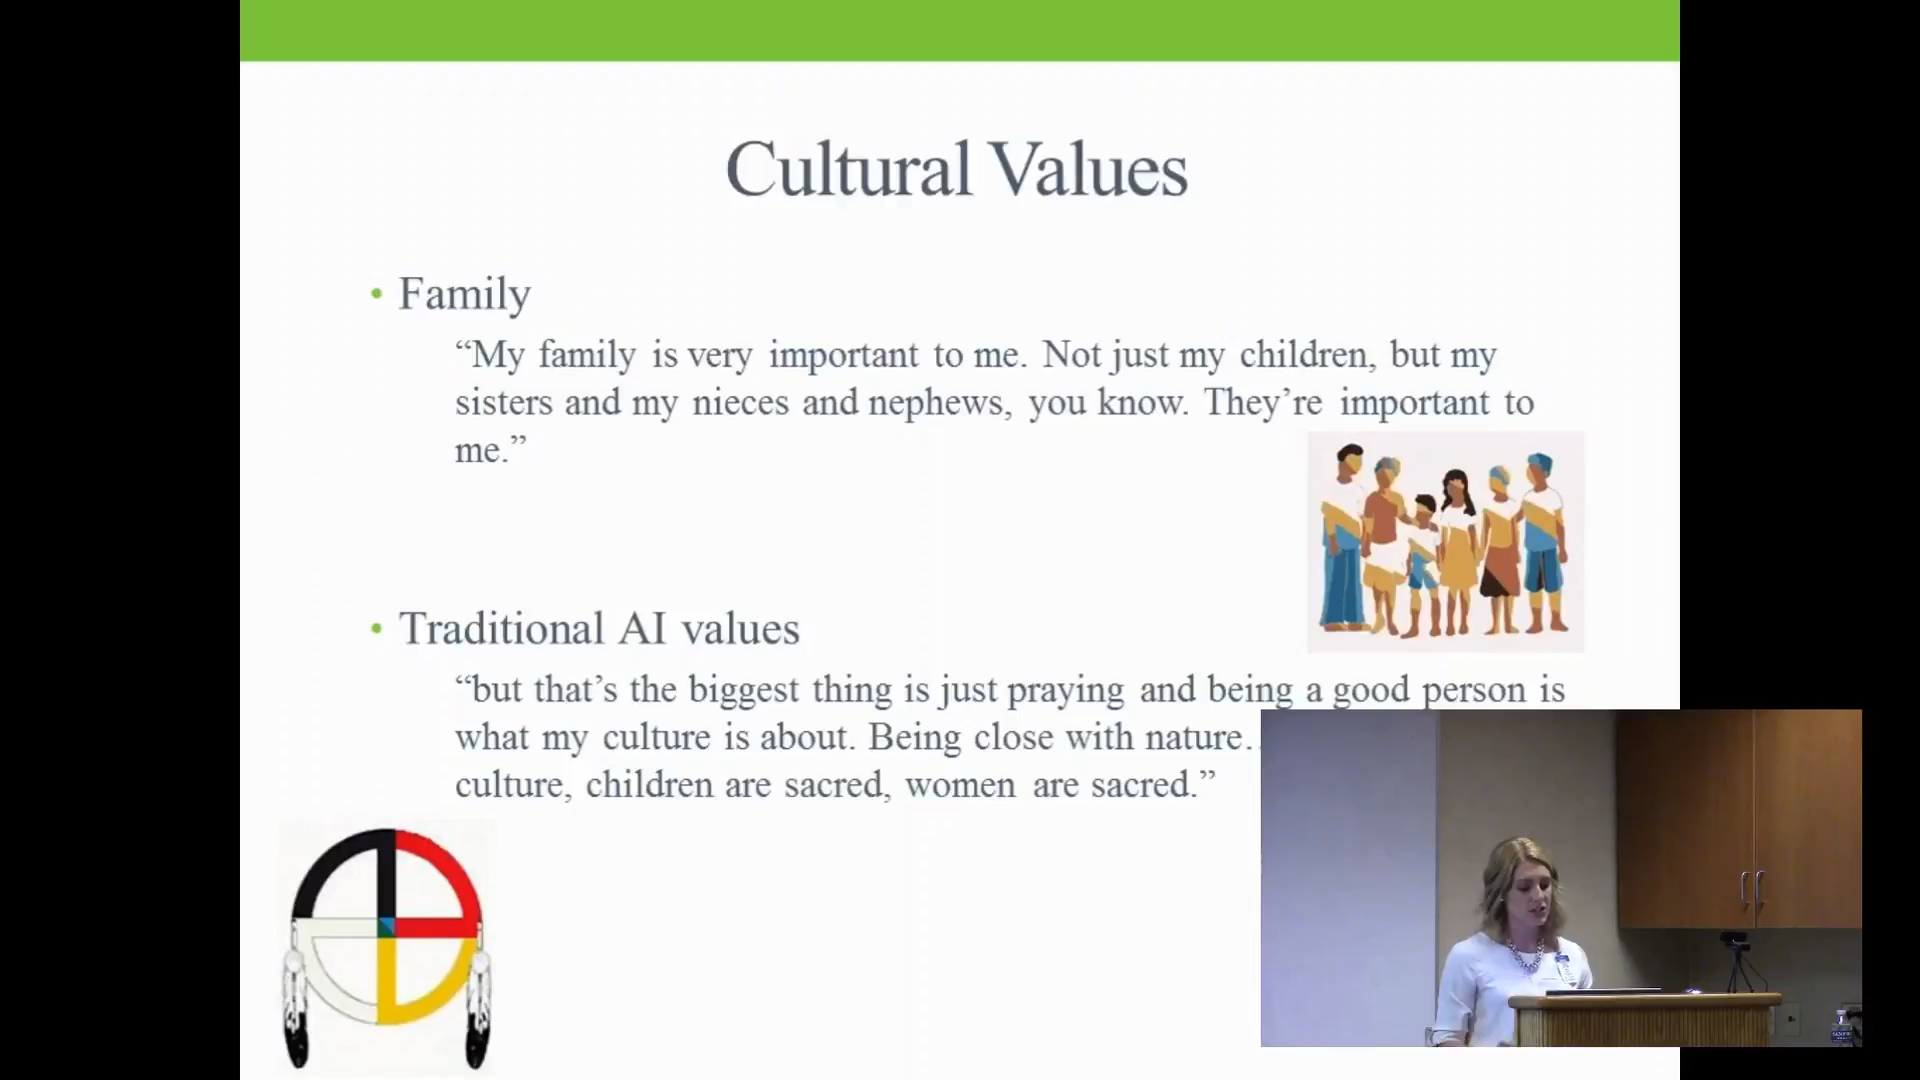 Cultural Values
• Family
“My family is very important to me. Not just my children, but my
sisters and my nieces and nephews, you know. They’re important to
me.”
• Traditional AI values
“but that’s the biggest thing is just praying and being a good person is
what my culture is about. Being close with nature..
culture, children are sacred, women are sacred.”